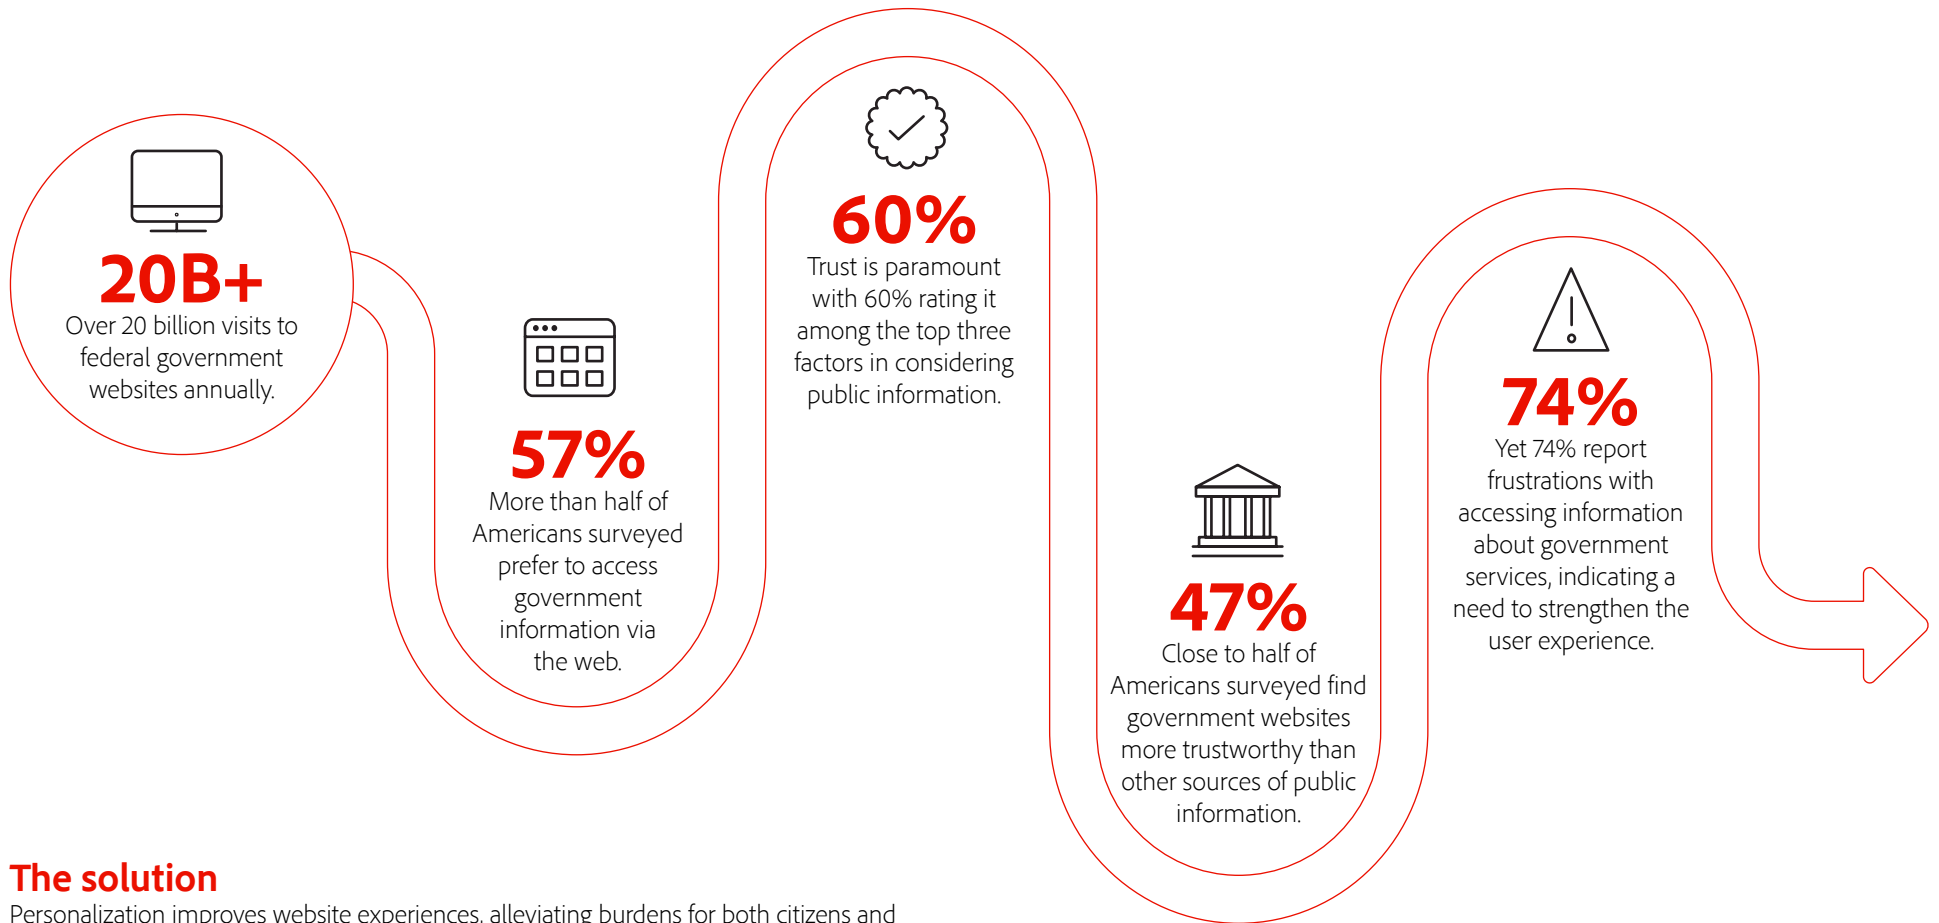 20B+
Over 20 billion visits to
federal government
websites annually.
57%
More than half of
Americans surveyed
prefer to access
government
information via
the web.
60%
Trust is paramount
with 60% rating it
among the top three
factors in considering
public information.
47%
Close to half of
Americans surveyed find
government websites
more trustworthy than
other sources of public
information.
74%
Yet 74% report
frustrations with
accessing information
about government
services, indicating a
need to strengthen the
user experience.
The solution
Personalization improves website experiences, alleviating burdens for both citizens and